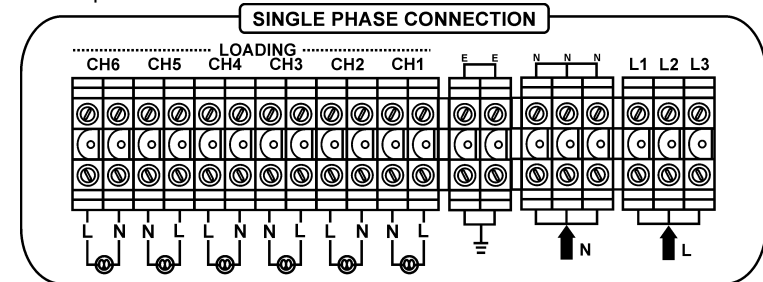 SINGLE PHASE CONNECTION
LOADING
CH6 CH5 CH4 CH3 CH2 CH1
E E
N N N
L1 L2 L3
L N N L L N N L L N N L
N
L